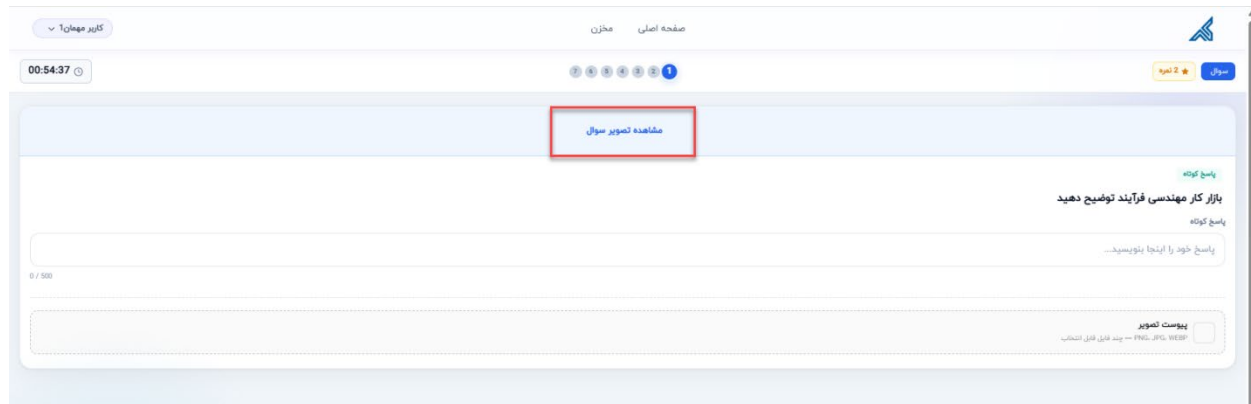 صفحه اصلی   مخزن   کاربر مهمان1
سوال   2 نمره   1 2 3 4 5 6 7   00:54:37
مشاهده تصویر سوال
پاسخ کوتاه
بازار کار مهندسی فرآیند توضیح دهید
پاسخ کوتاه
پاسخ خود را اینجا بنویسید...
0 / 500
پیوست تصویر
PNG، JPG، WEBP — چند فایل قابل انتخاب